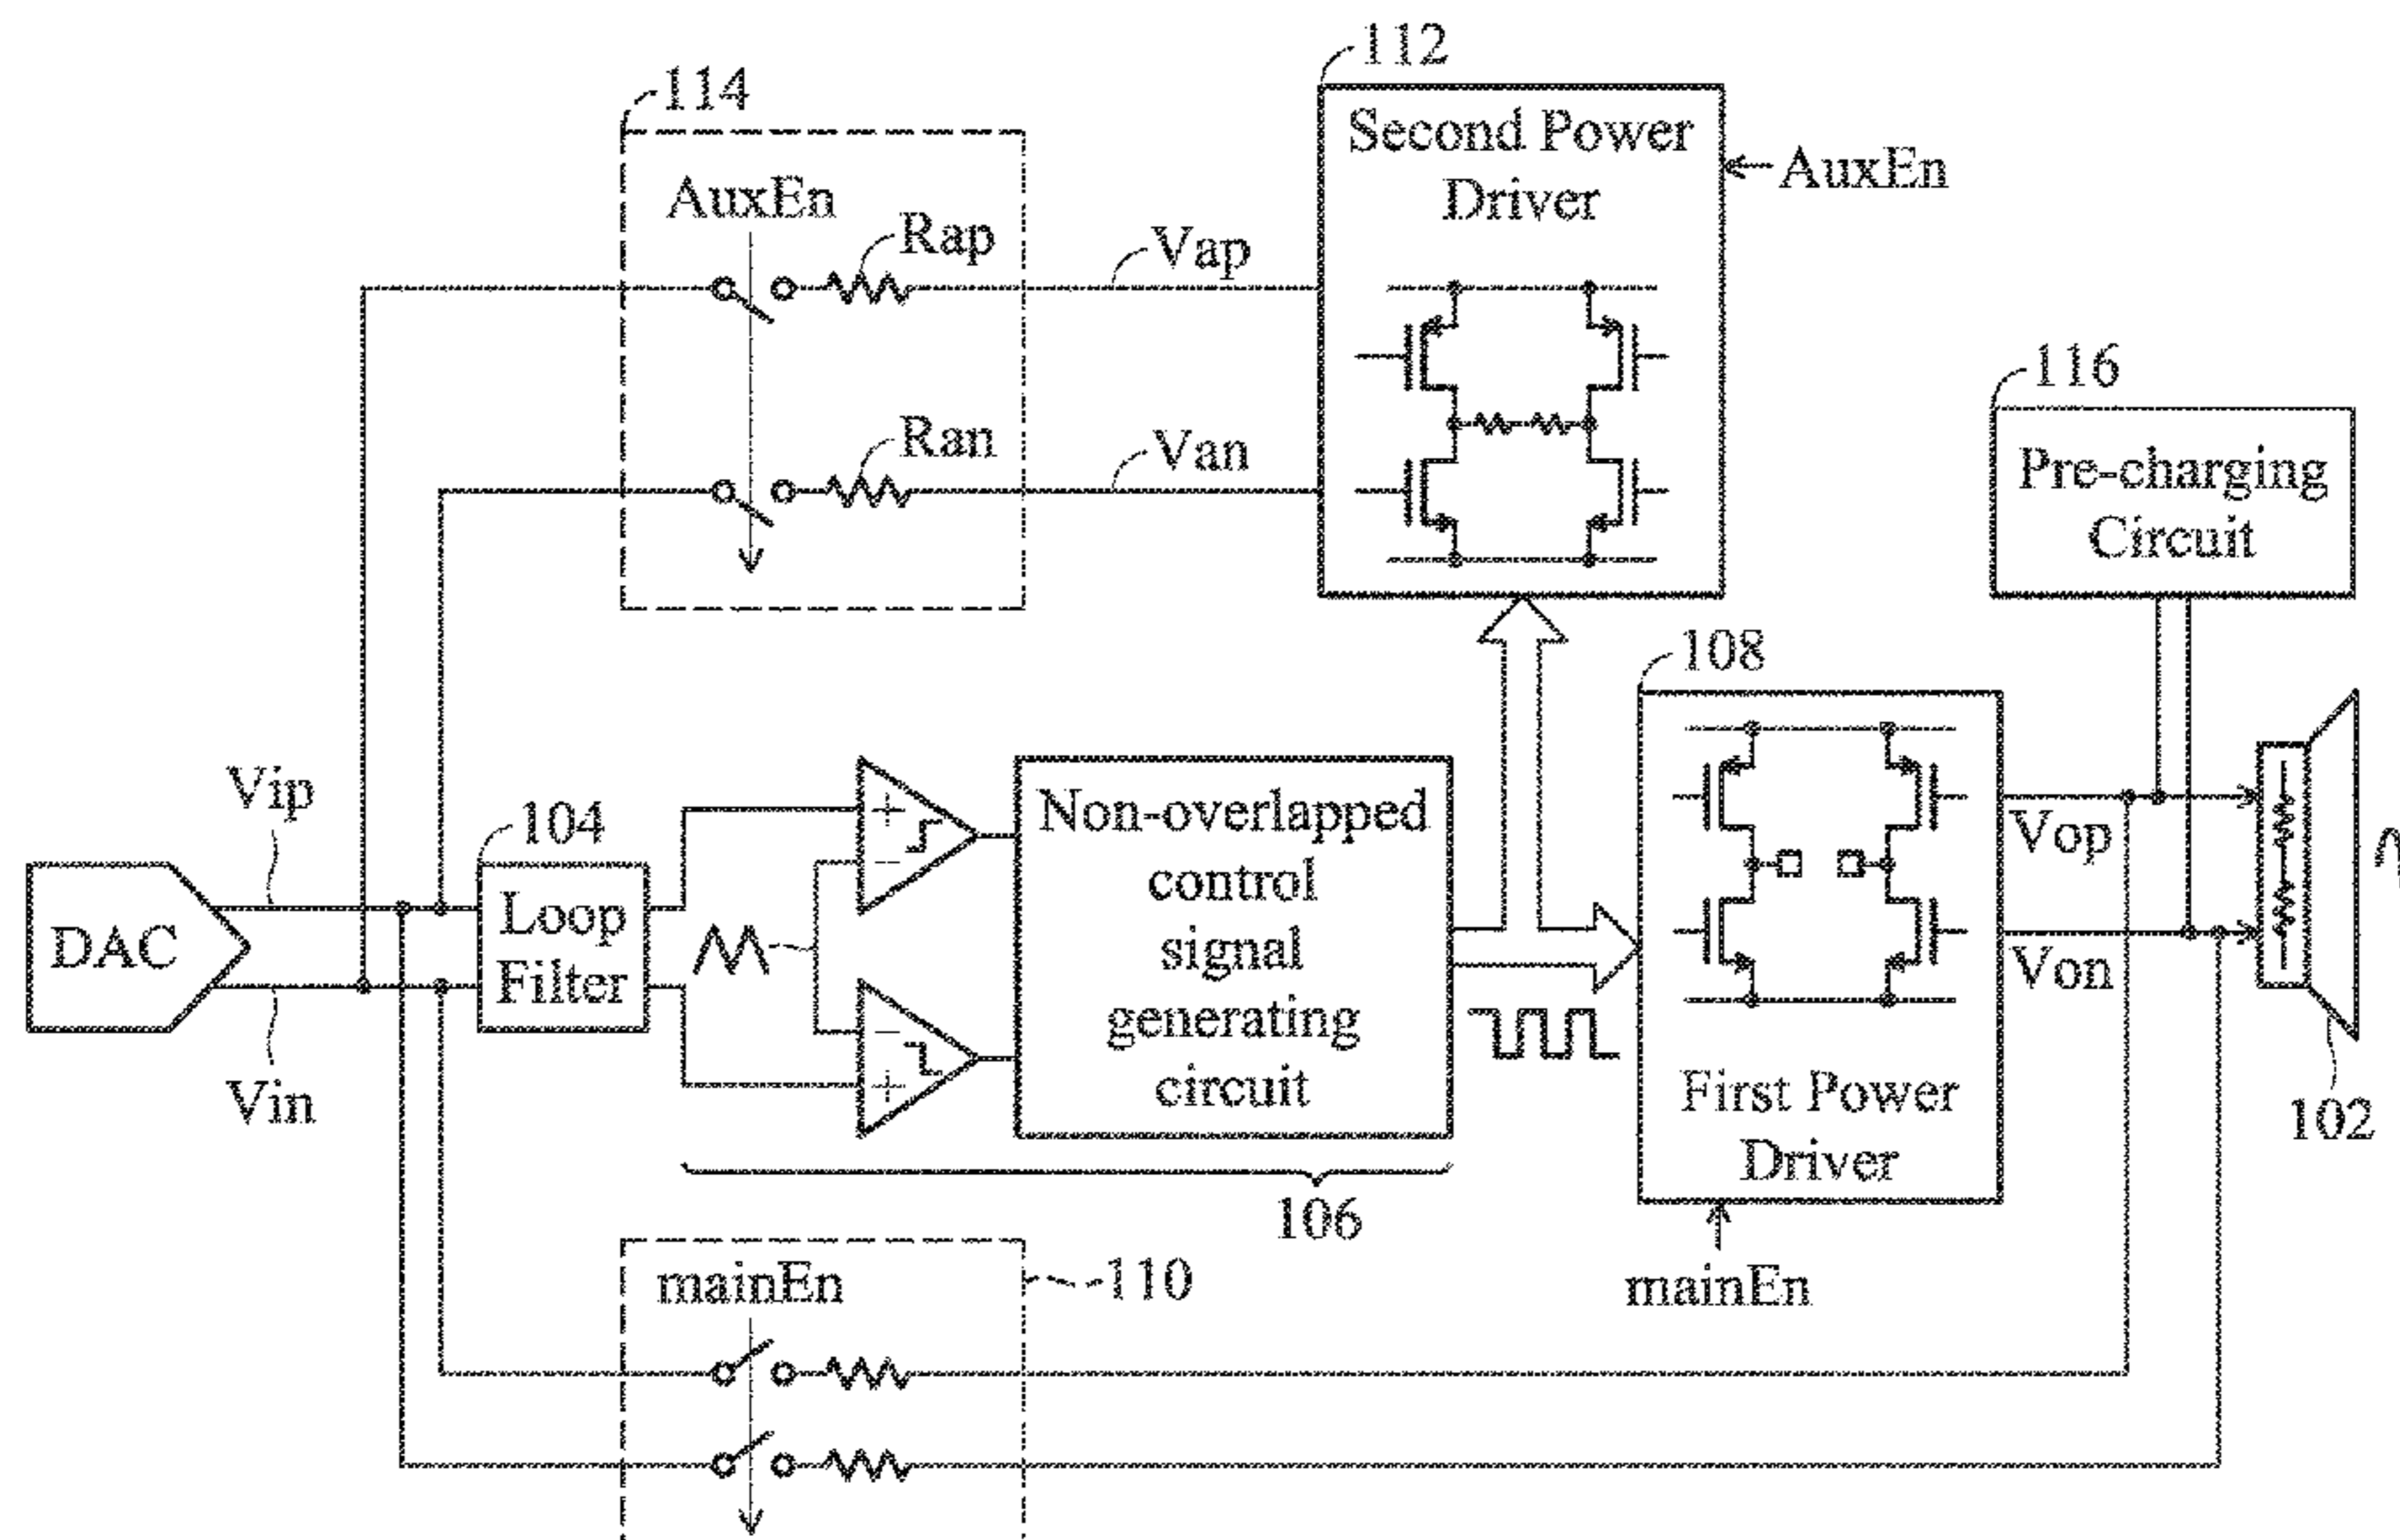 112
114
Second Power
Driver
AuxEn
AuxEn
Rap
Vap
Ran
Van
116
Pre-charging
Circuit
108
Vip
104
Loop
Filter
DAC
Vin
+
−
−
+
Non-overlapped
control
signal
generating
circuit
Vop
Von
First Power
Driver
102
106
mainEn
mainEn
110